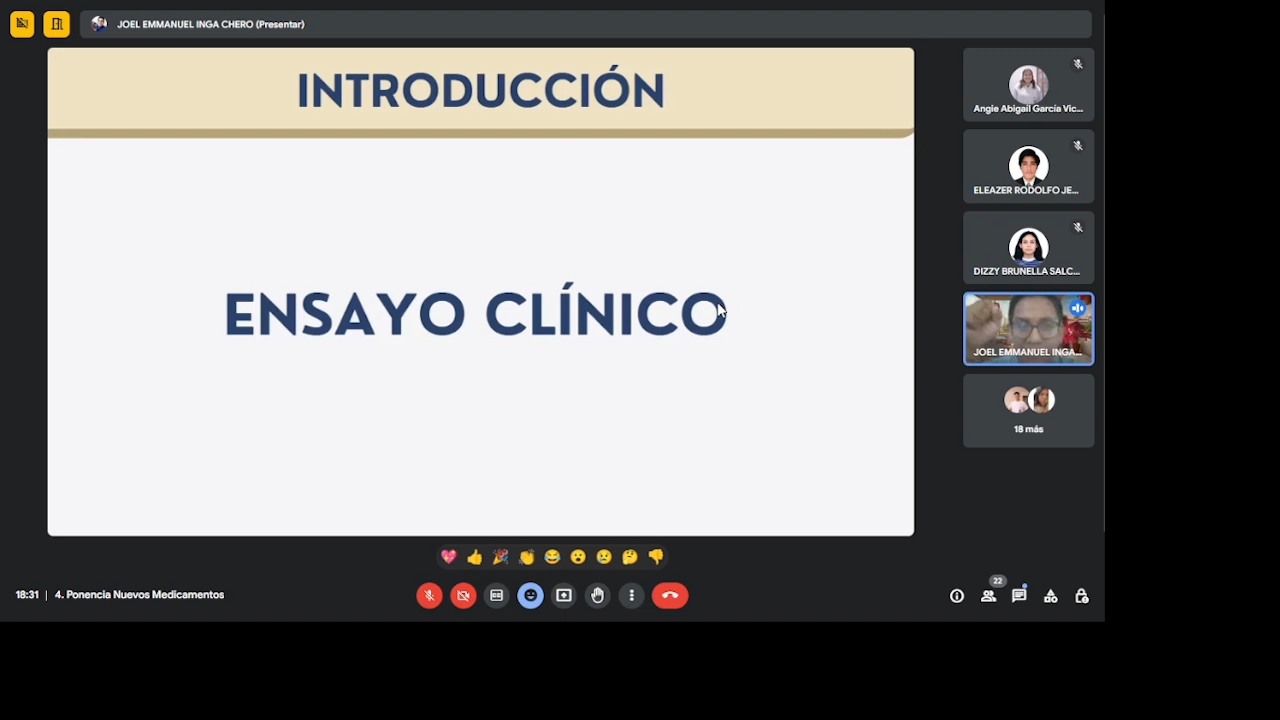 JOEL EMMANUEL INGA CHERO (Presentar)
INTRODUCCIÓN
ENSAYO CLÍNICO
Angie Abigail García Vic...
ELEAZER RODOLFO JE...
DIZZY BRUNELLA SALC...
JOEL EMMANUEL INGA...
18 más
18:31 | 4. Ponencia Nuevos Medicamentos
22